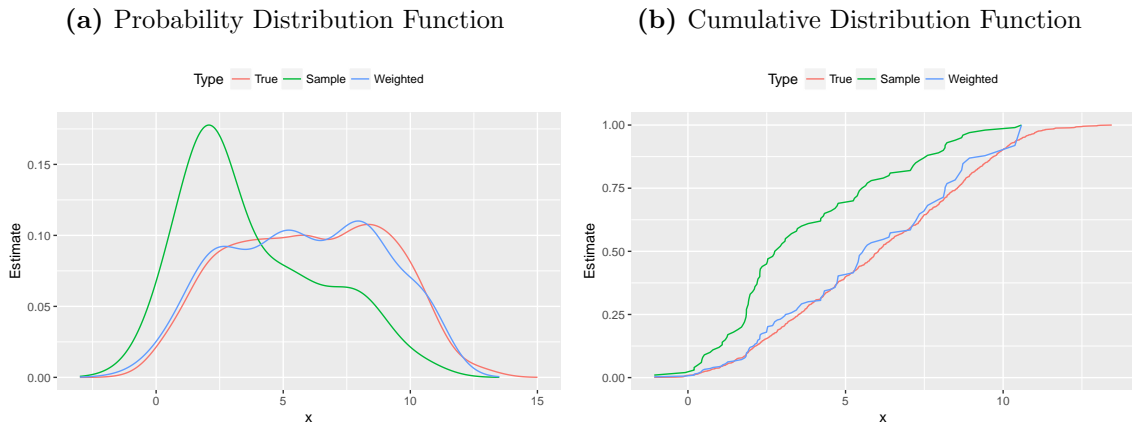 (a) Probability Distribution Function
Type True Sample Weighted
0.15
0.10
0.05
0.00
Estimate
0 5 10 15
x
(b) Cumulative Distribution Function
Type True Sample Weighted
1.00
0.75
0.50
0.25
0.00
Estimate
0 5 10
x